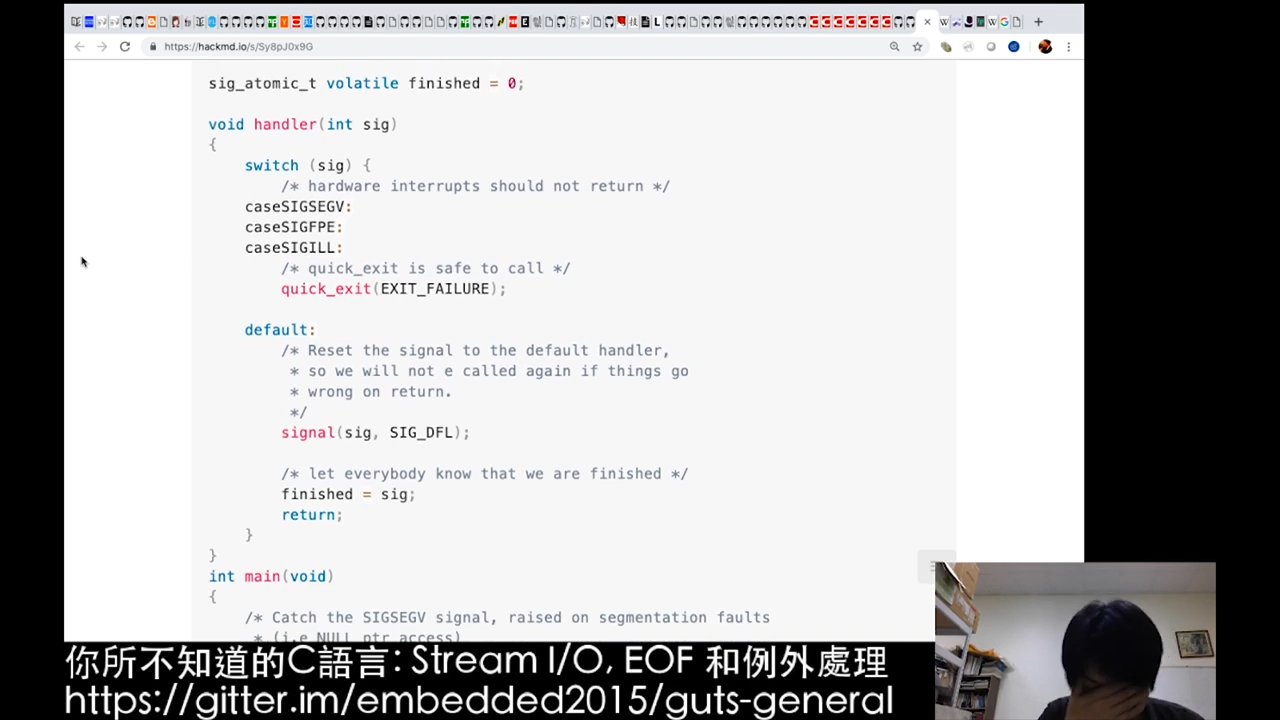 https://hackmd.io/s/Sy8pJ0x9G
sig_atomic_t volatile finished = 0;
void handler(int sig)
{
switch (sig) {
/* hardware interrupts should not return */
caseSIGSEGV:
caseSIGFPE:
caseSIGILL:
/* quick_exit is safe to call */
quick_exit(EXIT_FAILURE);
default:
/* Reset the signal to the default handler,
* so we will not e called again if things go
* wrong on return.
*/
signal(sig, SIG_DFL);
/* let everybody know that we are finished */
finished = sig;
return;
}
}
int main(void)
{
/* Catch the SIGSEGV signal, raised on segmentation faults
* (i.e NULL ptr access)
你所不知道的C語言: Stream I/O, EOF 和例外處理
https://gitter.im/embedded2015/guts-general